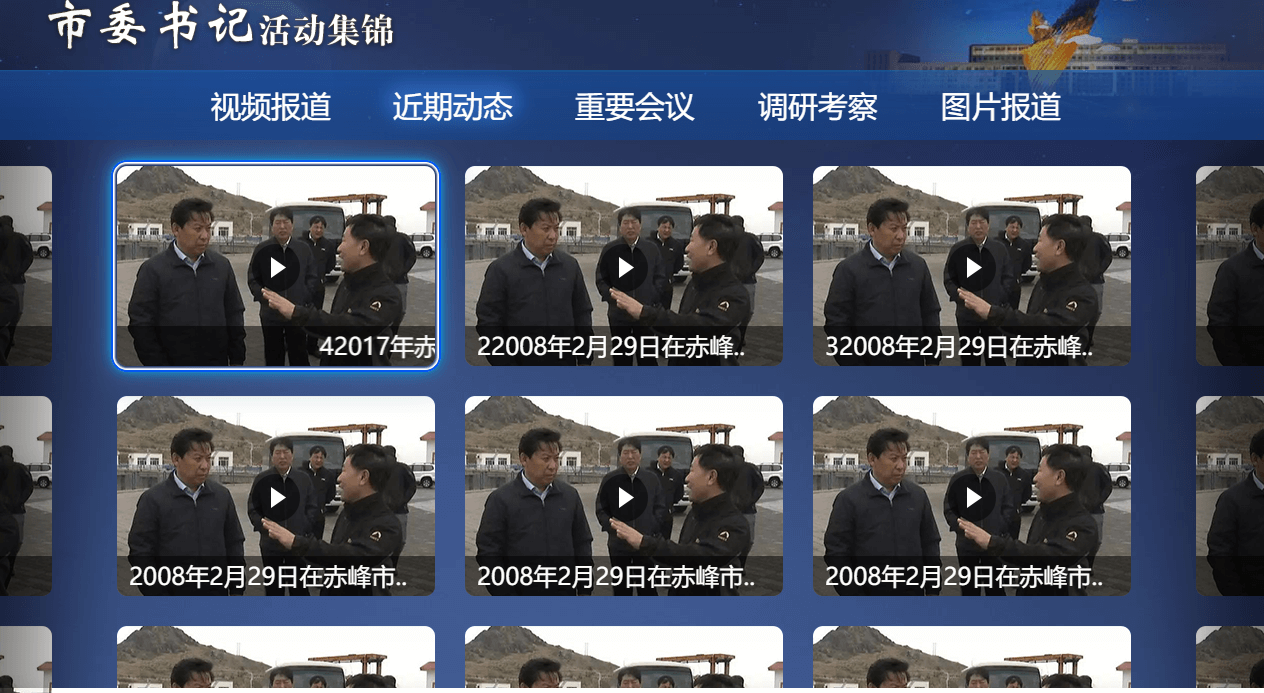 市委书记活动集锦
视频报道 近期动态 重要会议 调研考察 图片报道
42017年赤
22008年2月29日在赤峰..
32008年2月29日在赤峰..
2008年2月29日在赤峰市..
2008年2月29日在赤峰市..
2008年2月29日在赤峰市..